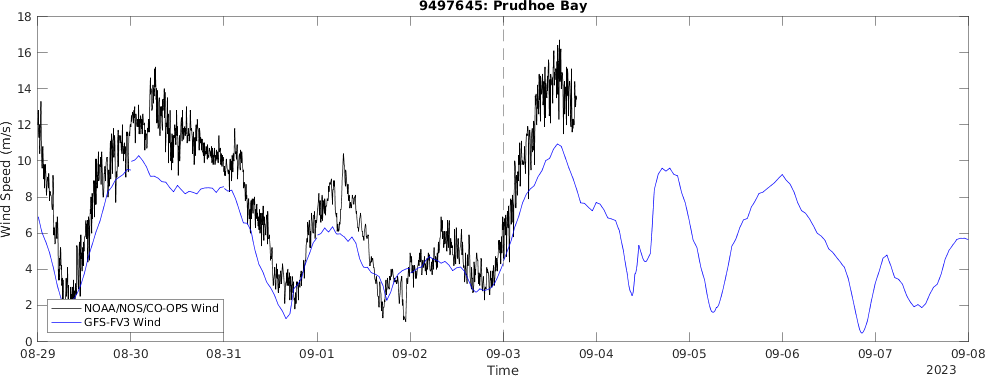 9497645: Prudhoe Bay
Wind Speed (m/s)
18
16
14
12
10
8
6
4
2
0
NOAA/NOS/CO-OPS Wind
GFS-FV3 Wind
08-29 08-30 08-31 09-01 09-02 09-03 09-04 09-05 09-06 09-07 09-08
Time
2023